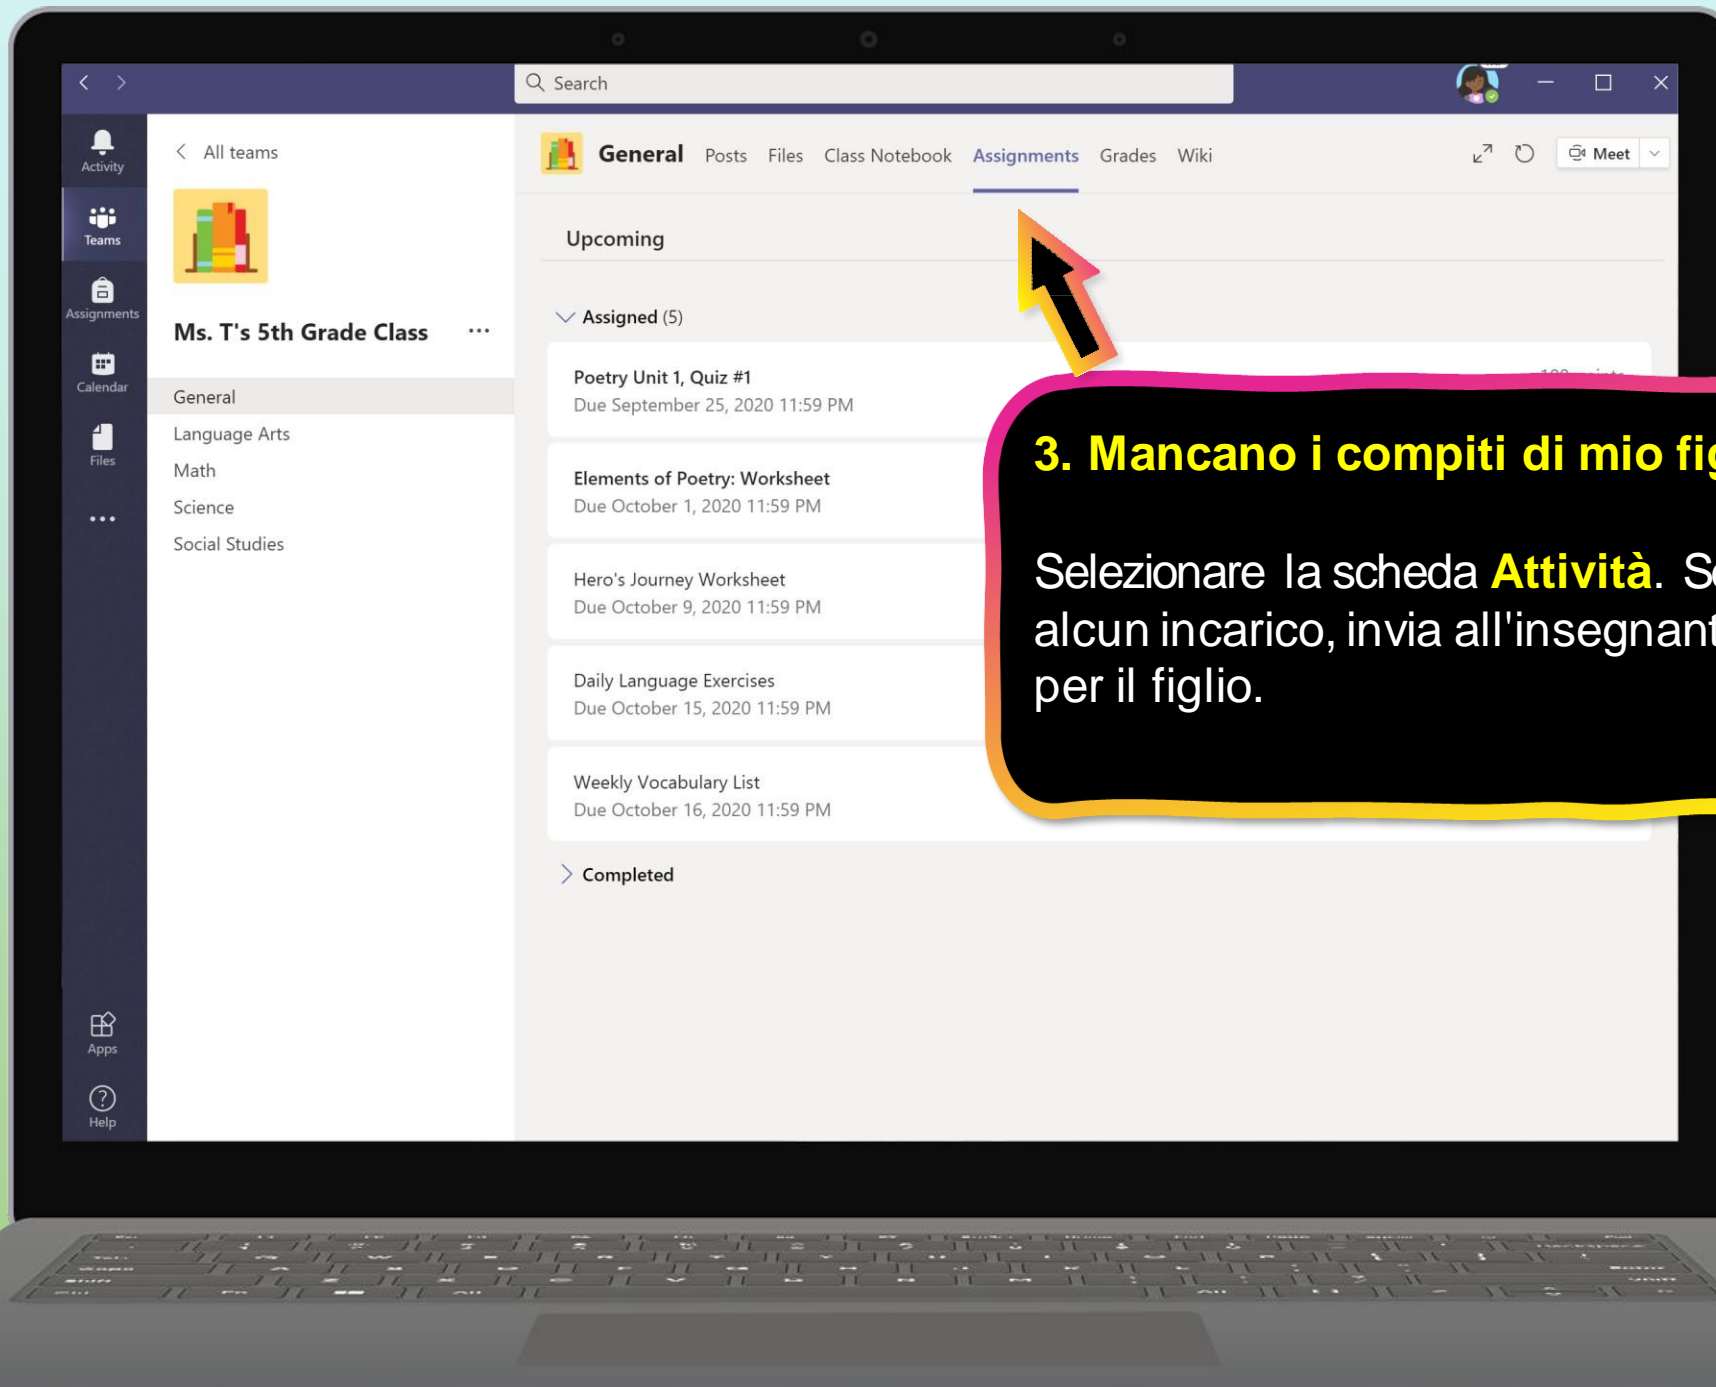 Search
Activity
Teams
Assignments
Calendar
Files
Apps
Help
All teams
Ms. T's 5th Grade Class
General
Language Arts
Math
Science
Social Studies
General Posts Files Class Notebook Assignments Grades Wiki
Meet
Upcoming
Assigned (5)
Poetry Unit 1, Quiz #1
Due September 25, 2020 11:59 PM
Elements of Poetry: Worksheet
Due October 1, 2020 11:59 PM
Hero's Journey Worksheet
Due October 9, 2020 11:59 PM
Daily Language Exercises
Due October 15, 2020 11:59 PM
Weekly Vocabulary List
Due October 16, 2020 11:59 PM
Completed
3. Mancano i compiti di mio
Selezionare la scheda Attività.
alcun incarico, invia
per il figlio.